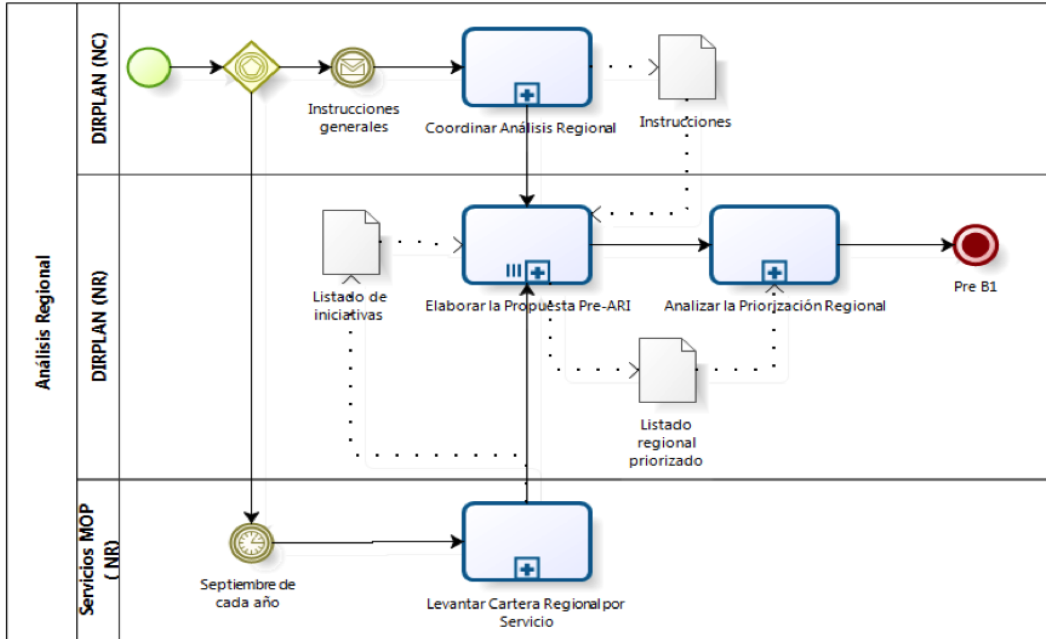 Análisis Regional
DIRPLAN (NC)
Instrucciones
generales
Coordinar Análisis Regional
Instrucciones
DIRPLAN (NR)
Listado de
iniciativas
Elaborar la Propuesta Pre-ARI
Analizar la Priorización Regional
Pre B1
Listado
regional
priorizado
Servicios MOP
( NR)
Septiembre de
cada año
Levantar Cartera Regional por
Servicio